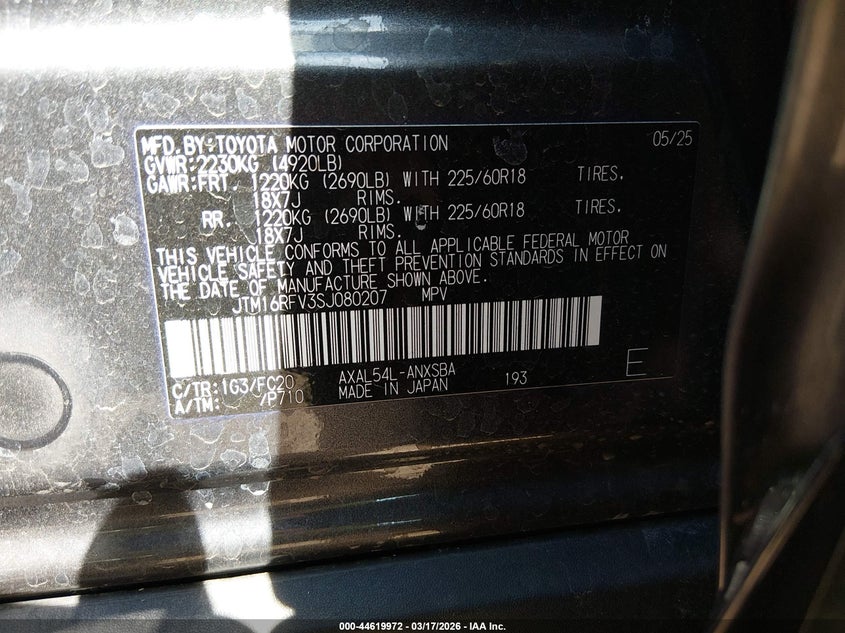 MFD. BY: TOYOTA MOTOR CORPORATION 05/25
GVWR: 2230KG (4920LB)
GAWR: FRT. 1220KG (2690LB) WITH 225/60R18 TIRES.
18X7J RIMS.
RR. 1220KG (2690LB) WITH 225/60R18 TIRES.
18X7J RIMS.
THIS VEHICLE CONFORMS TO ALL APPLICABLE FEDERAL MOTOR
VEHICLE SAFETY AND THEFT PREVENTION STANDARDS IN EFFECT ON
THE DATE OF MANUFACTURE SHOWN ABOVE.
JTM16RFV3SJ080207 MPV
C/TR: 1G3/FC20 AXAL54L-ANXSBA
A/TM: /P710 MADE IN JAPAN 193 E
000-44619972 — 03/17/2026 — IAA Inc.